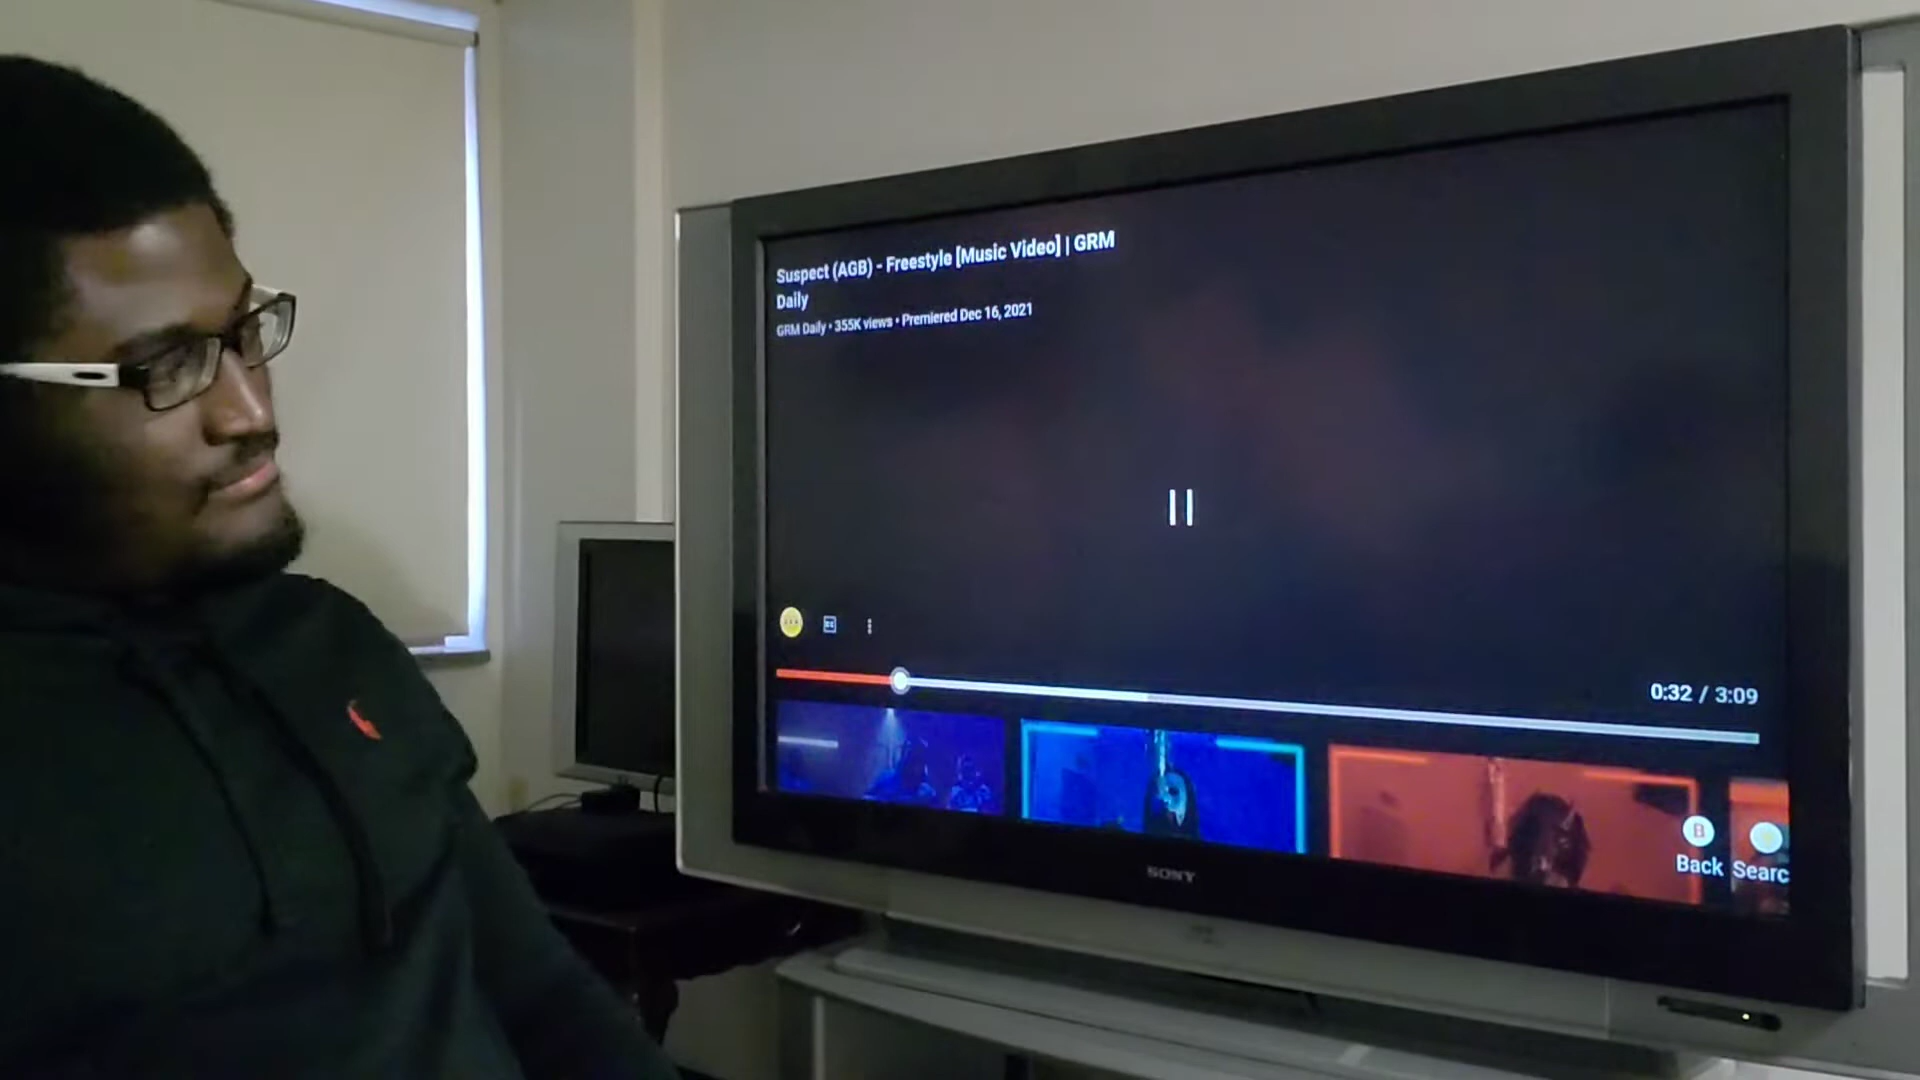 Suspect (AGB) - Freestyle [Music Video] | GRM
Daily
GRM Daily • 355K views • Premiered Dec 16, 2021
0:32 / 3:09
B
Back Searc
SONY